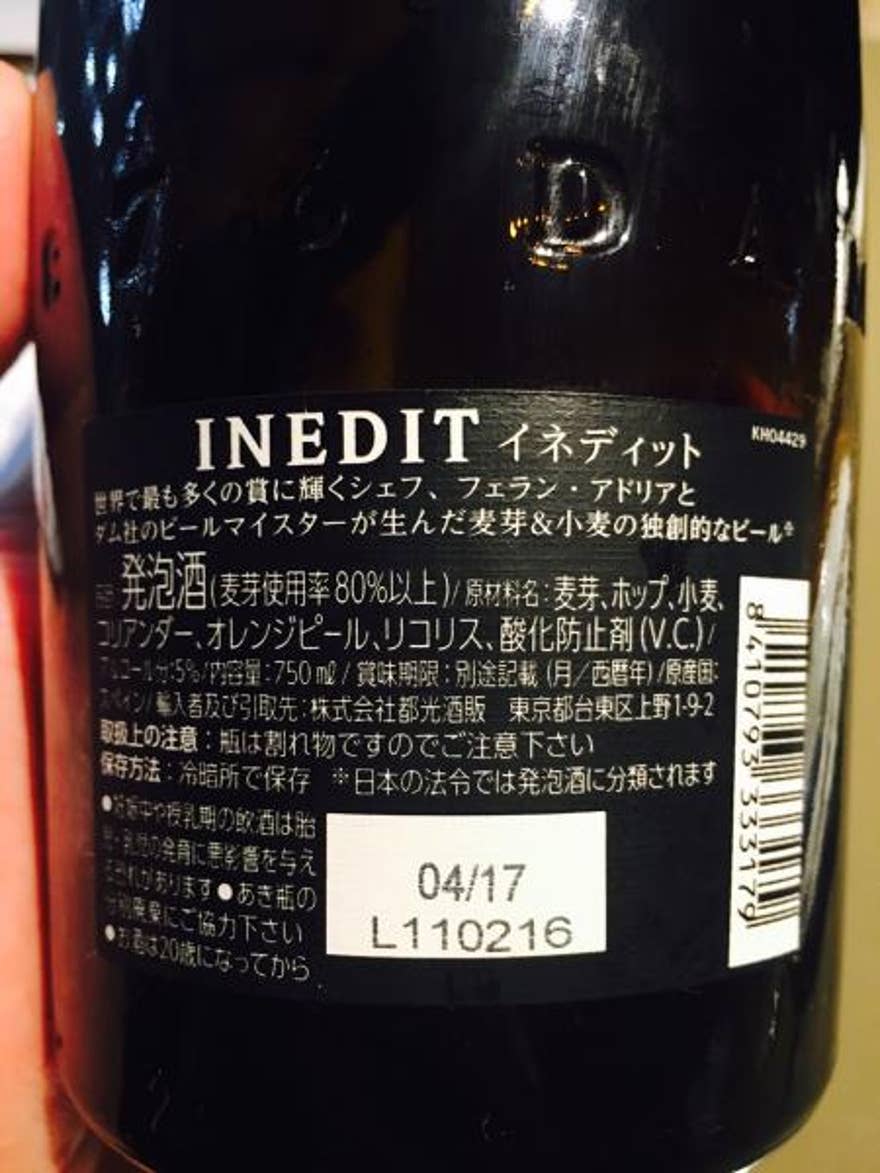 D
INEDIT イネディット
KH04429
世界で最も多くの賞に輝くシェフ、フェラン・アドリアと
ダム社のビールマイスターが生んだ麦芽&小麦の独創的なビール※
発泡酒(麦芽使用率80%以上)/原材料名:麦芽、ホップ、小麦、
コリアンダー、オレンジピール、リコリス、酸化防止剤(V.C.)/
アルコール分:5%/内容量:750㎖/賞味期限:別途記載(月/西暦年)/原産国:
スペイン/輸入者及び引取先:株式会社都光酒販 東京都台東区上野1-9-2
取扱上の注意:瓶は割れ物ですのでご注意下さい
保存方法:冷暗所で保存 ※日本の法令では発泡酒に分類されます
●妊娠中や授乳期の飲酒は胎
児・乳児の発育に悪影響を与え
る恐れがあります●あき瓶の
分別廃棄にご協力下さい
●お酒は20歳になってから
04/17
L110216
8 410793 333179